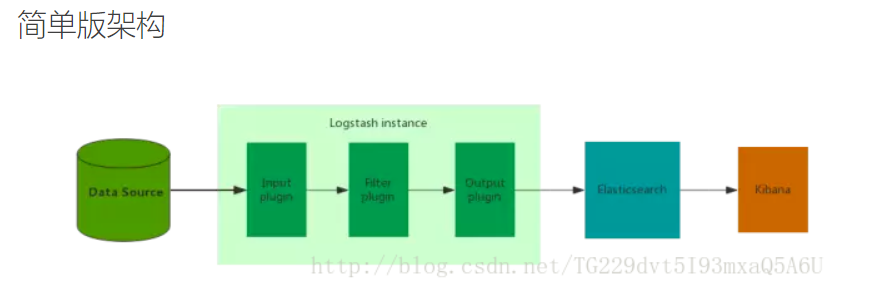 简单版架构
Logstash instance
Data Source
Input
plugin
Filter
plugin
Output
plugin
Elasticsearch
Kibana
http://blog.csdn.net/TG229dvt5I93mxaQ5A6U